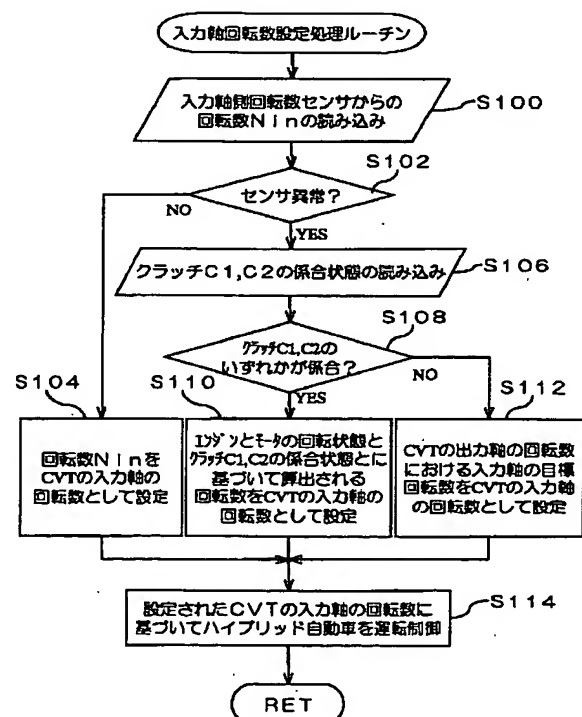 入力軸回転数設定処理ルーチン
入力軸側回転数センサからの
回転数Ninの読み込み
S100
S102
センサ異常？
NO
YES
クラッチC1,C2の係合状態の読み込み
S106
S108
クラッチC1,C2の
いずれかが係合？
NO
YES
S104
回転数Ninを
CVTの入力軸の
回転数として設定
S110
エンジンとモータの回転状態と
クラッチC1,C2の係合状態とに
基づいて算出される
回転数をCVTの入力軸の
回転数として設定
S112
CVTの出力軸の回転数
における入力軸の目標
回転数をCVTの入力軸
の回転数として設定
設定されたCVTの入力軸の回転数に
基づいてハイブリッド自動車を運転制御
S114
RET